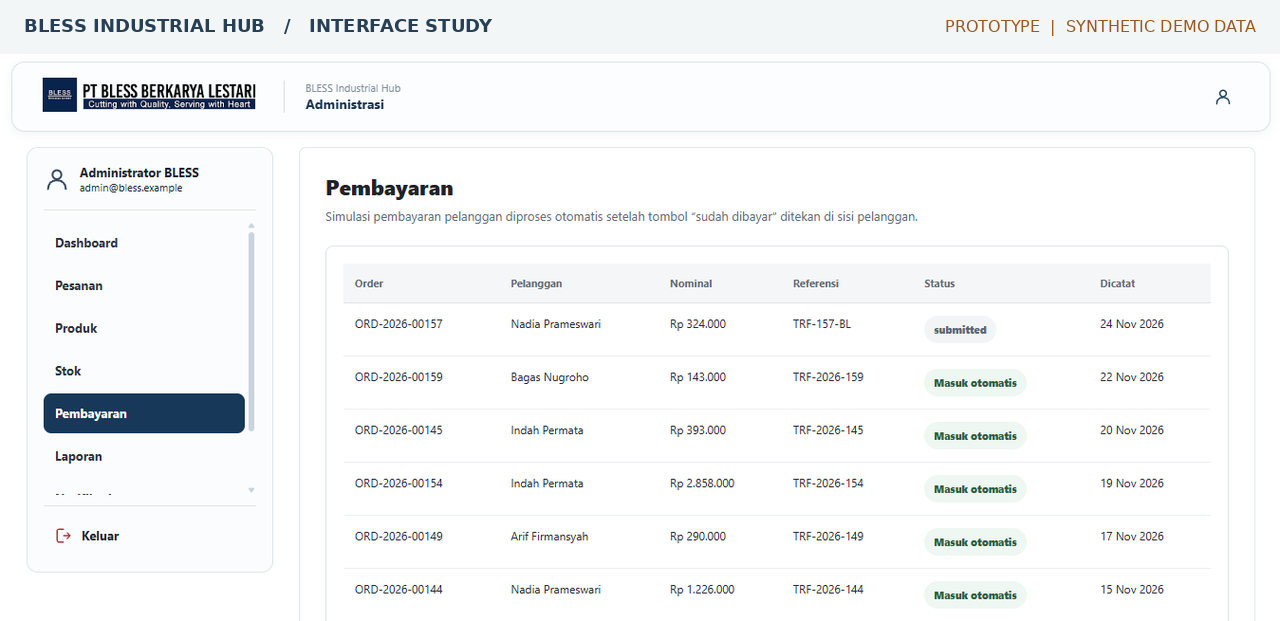 BLESS INDUSTRIAL HUB / INTERFACE STUDY
PROTOTYPE | SYNTHETIC DEMO DATA
BLESS
PT BLESS BERKARYA LESTARI
Cutting with Quality, Serving with Heart
BLESS Industrial Hub
Administrasi
Administrator BLESS
admin@bless.example
Dashboard
Pesanan
Produk
Stok
Pembayaran
Laporan
Keluar
Pembayaran
Simulasi pembayaran pelanggan diproses otomatis setelah tombol “sudah dibayar” ditekan di sisi pelanggan.
Order Pelanggan Nominal Referensi Status Dicatat
ORD-2026-00157 Nadia Prameswari Rp 324.000 TRF-157-BL submitted 24 Nov 2026
ORD-2026-00159 Bagas Nugroho Rp 143.000 TRF-2026-159 Masuk otomatis 22 Nov 2026
ORD-2026-00145 Indah Permata Rp 393.000 TRF-2026-145 Masuk otomatis 20 Nov 2026
ORD-2026-00154 Indah Permata Rp 2.858.000 TRF-2026-154 Masuk otomatis 19 Nov 2026
ORD-2026-00149 Arif Firmansyah Rp 290.000 TRF-2026-149 Masuk otomatis 17 Nov 2026
ORD-2026-00144 Nadia Prameswari Rp 1.226.000 TRF-2026-144 Masuk otomatis 15 Nov 2026